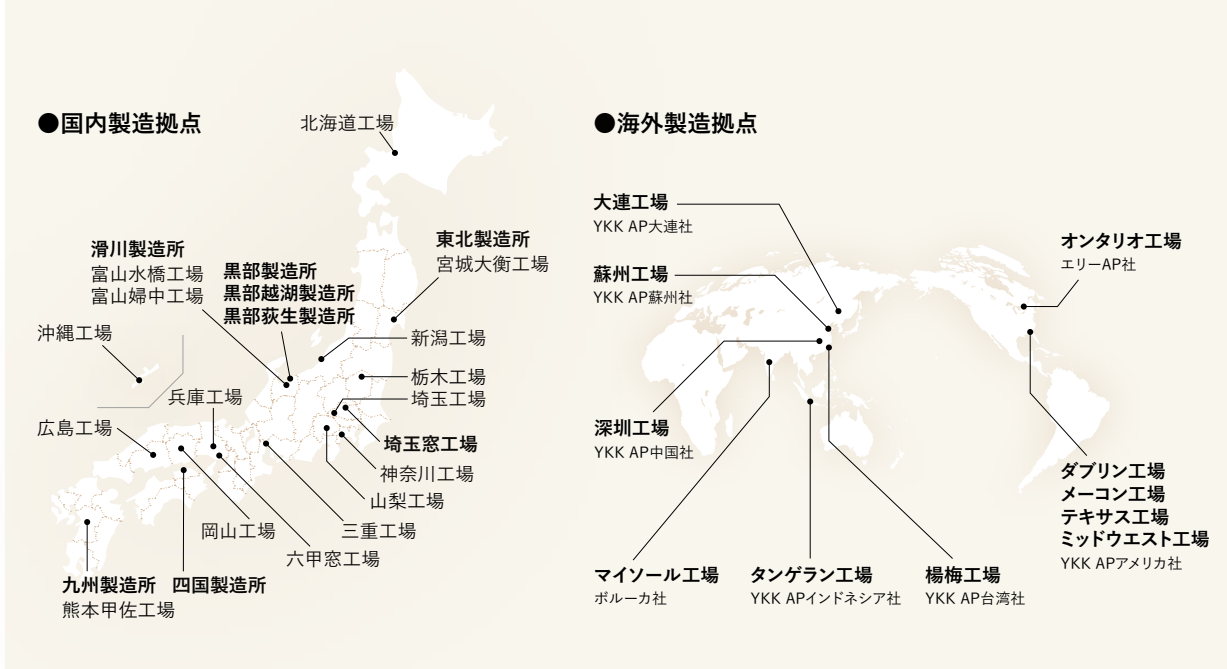 ●国内製造拠点
北海道工場
滑川製造所
富山水橋工場
富山婦中工場
黒部製造所
黒部越湖製造所
黒部荻生製造所
東北製造所
宮城大衡工場
沖縄工場
新潟工場
栃木工場
兵庫工場
埼玉工場
広島工場
埼玉窓工場
神奈川工場
山梨工場
岡山工場
三重工場
六甲窓工場
九州製造所
熊本甲佐工場
四国製造所
●海外製造拠点
大連工場
YKK AP大連社
蘇州工場
YKK AP蘇州社
オンタリオ工場
エリーAP社
深圳工場
YKK AP中国社
ダブリン工場
メーコン工場
テキサス工場
ミッドウエスト工場
YKK APアメリカ社
マイソール工場
ボルーカ社
タンゲラン工場
YKK APインドネシア社
楊梅工場
YKK AP台湾社